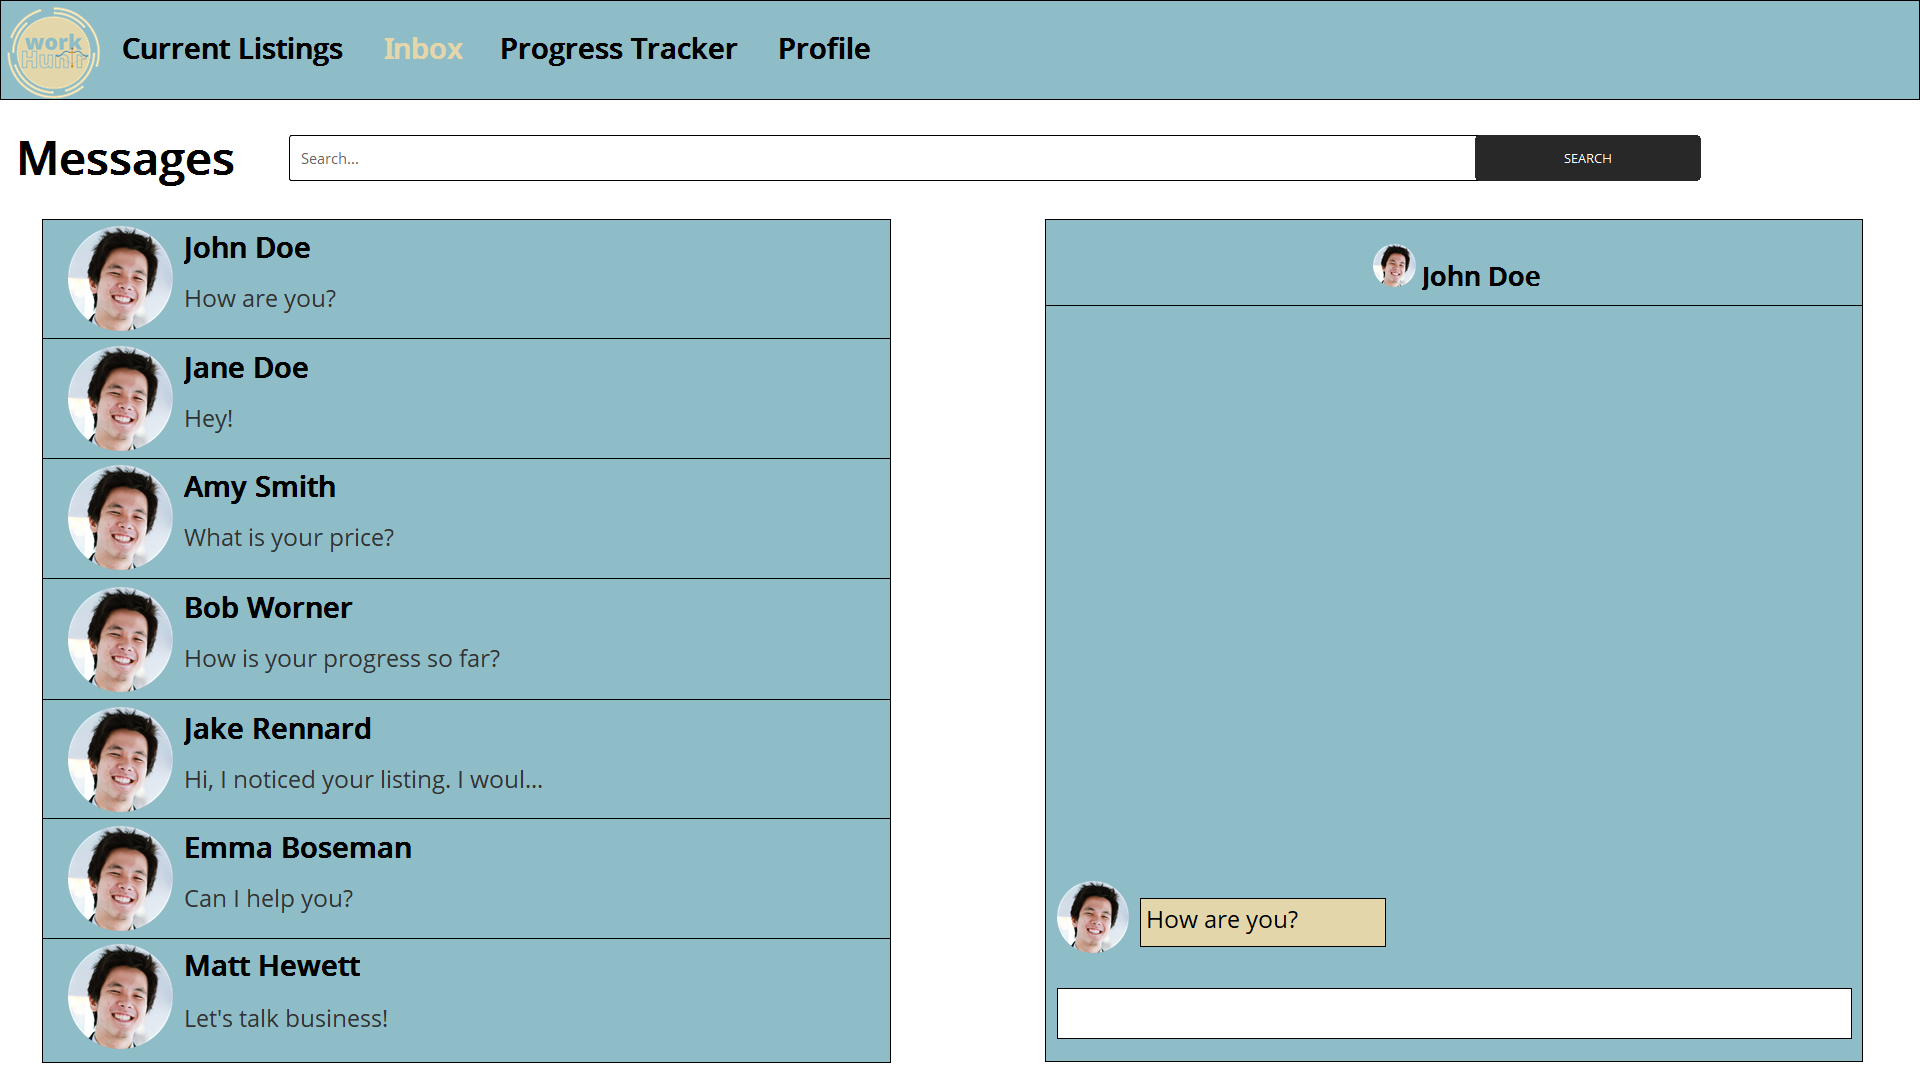 work
Hunt
Current Listings
Inbox
Progress Tracker
Profile
Messages
Search...
SEARCH
John Doe
How are you?
Jane Doe
Hey!
Amy Smith
What is your price?
Bob Worner
How is your progress so far?
Jake Rennard
Hi, I noticed your listing. I woul...
Emma Boseman
Can I help you?
Matt Hewett
Let's talk business!
John Doe
How are you?